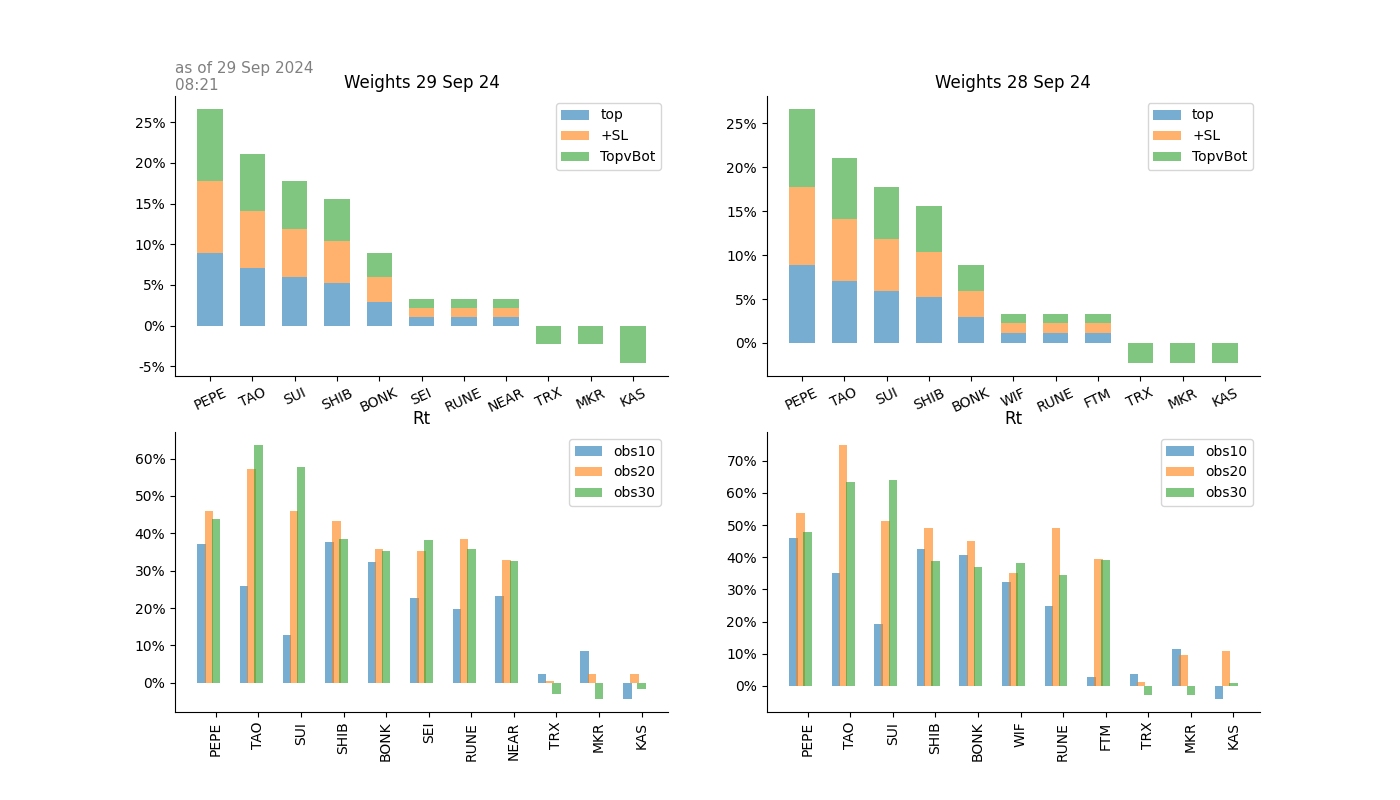 as of 29 Sep 2024
08:21
Weights 29 Sep 24
25%
20%
15%
10%
5%
0%
-5%
top
+SL
TopvBot
PEPE TAO SUI SHIB BONK SEI RUNE NEAR TRX MKR KAS
Weights 28 Sep 24
25%
20%
15%
10%
5%
0%
top
+SL
TopvBot
PEPE TAO SUI SHIB BONK WIF RUNE FTM TRX MKR KAS
Rt
60%
50%
40%
30%
20%
10%
0%
obs10
obs20
obs30
PEPE TAO SUI SHIB BONK SEI RUNE NEAR TRX MKR KAS
Rt
70%
60%
50%
40%
30%
20%
10%
0%
obs10
obs20
obs30
PEPE TAO SUI SHIB BONK WIF RUNE FTM TRX MKR KAS